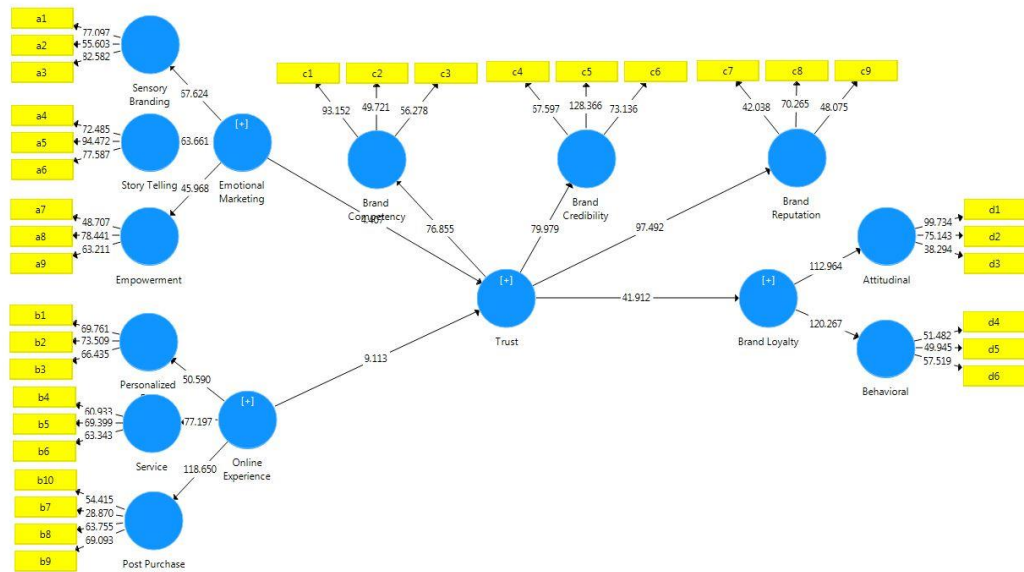 a1
a2
a3
77.097
55.603
82.582
Sensory
Branding
57.624
a4
a5
a6
72.485
94.472
77.587
Story Telling
63.661
[+]
Emotional
Marketing
45.968
a7
a8
a9
48.707
78.441
63.211
Empowerment
c1
c2
c3
93.152
49.721
56.278
Brand
Competency
76.855
c4
c5
c6
57.597
128.366
73.136
Brand
Credibility
79.979
c7
c8
c9
42.038
70.265
48.075
Brand
Reputation
97.492
[+]
Trust
41.912
9.113
[+]
Brand Loyalty
112.964
120.267
Attitudinal
99.734
75.143
38.294
d1
d2
d3
Behavioral
51.482
49.945
57.519
d4
d5
d6
b1
b2
b3
69.761
73.509
66.435
Personalized
50.590
b4
b5
b6
60.933
69.399
63.343
Service
77.197
[+]
Online
Experience
118.650
b10
b7
b8
b9
54.415
28.870
63.755
69.093
Post Purchase